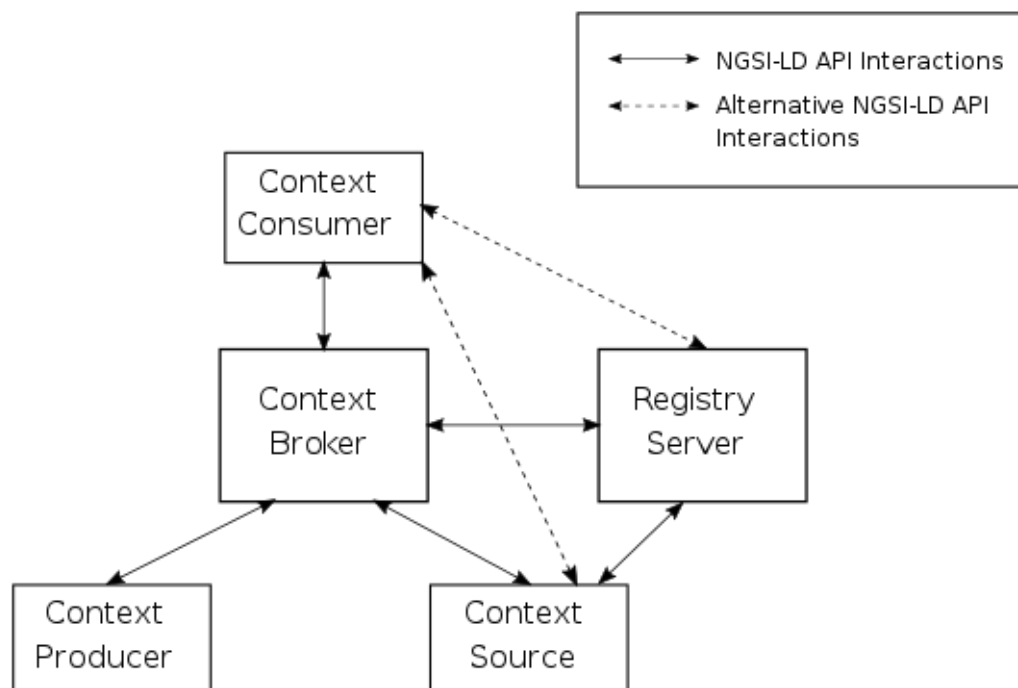 NGSI-LD API Interactions
Alternative NGSI-LD API
Interactions
Context
Consumer
Context
Broker
Registry
Server
Context
Producer
Context
Source